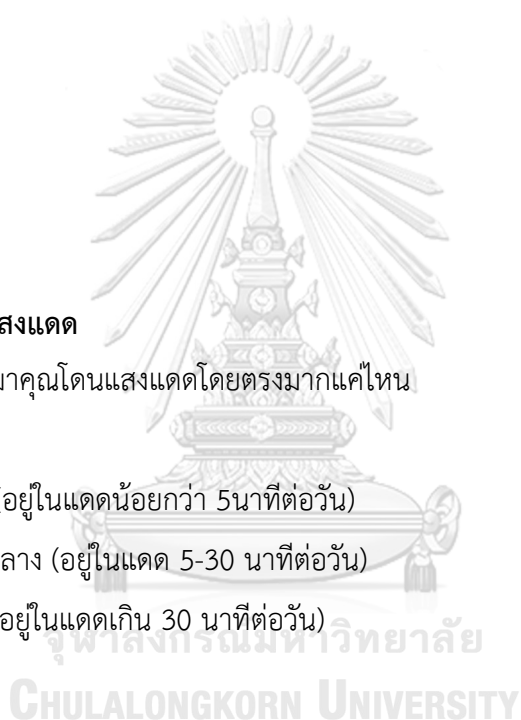 สงแดด
มาคุณโดนแสงแดดโดยตรงมากแค่ไหน
(อยู่ในแดดน้อยกว่า 5นาทีต่อวัน)
ลาง (อยู่ในแดด 5-30 นาทีต่อวัน)
อยู่ในแดดเกิน 30 นาทีต่อวัน)
จุฬาลงกรณ์มหาวิทยาลัย
CHULALONGKORN UNIVERSITY